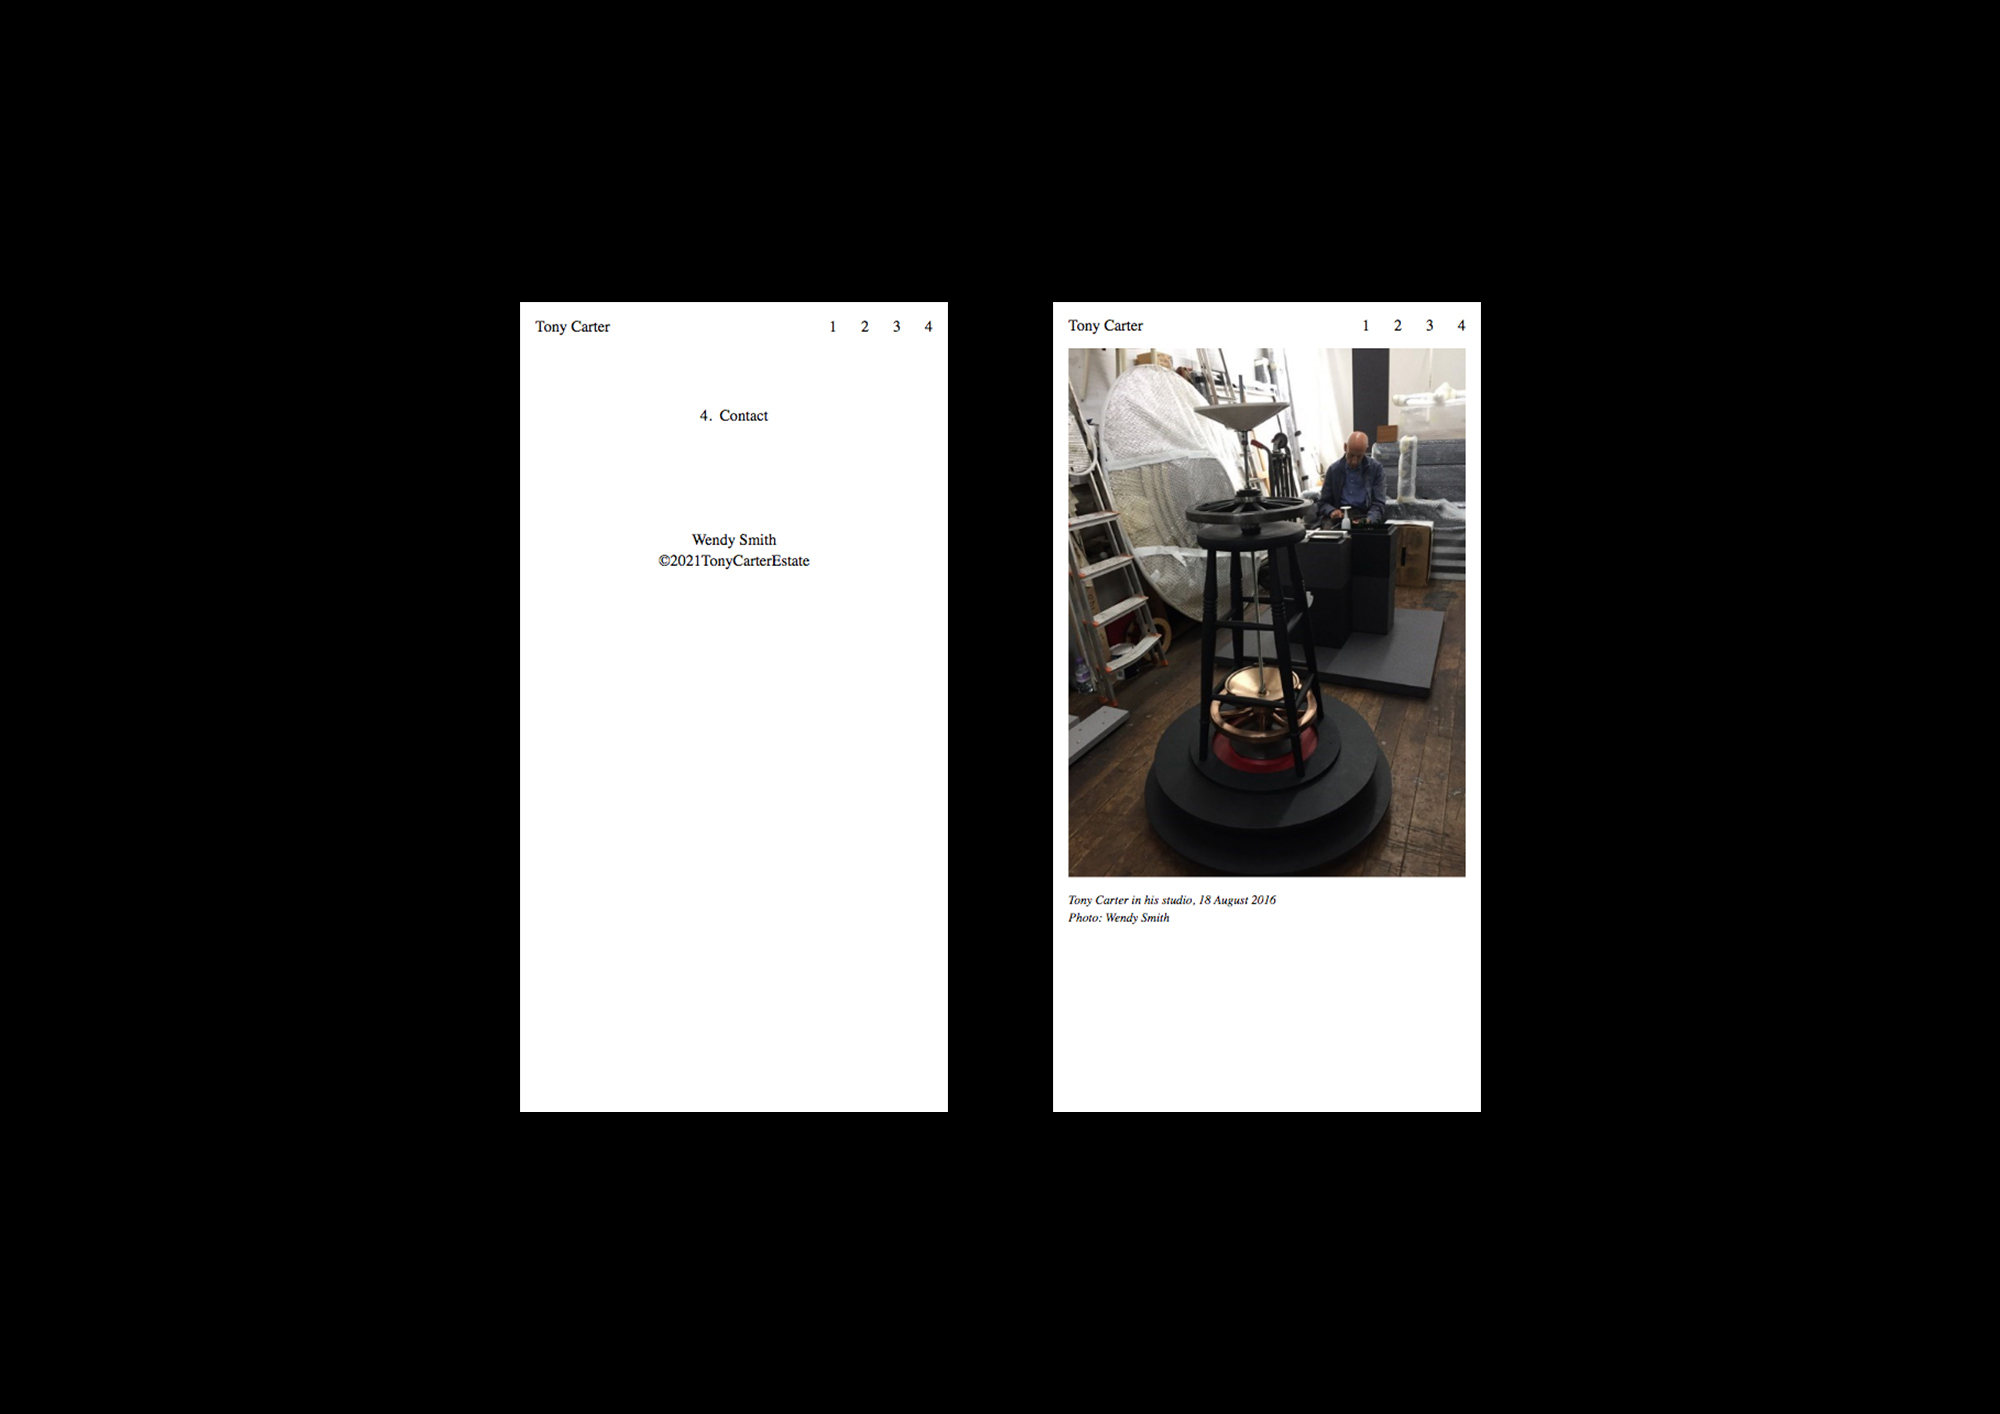 Tony Carter 1 2 3 4
4. Contact
Wendy Smith
©2021TonyCarterEstate
Tony Carter 1 2 3 4
Tony Carter in his studio, 18 August 2016
Photo: Wendy Smith